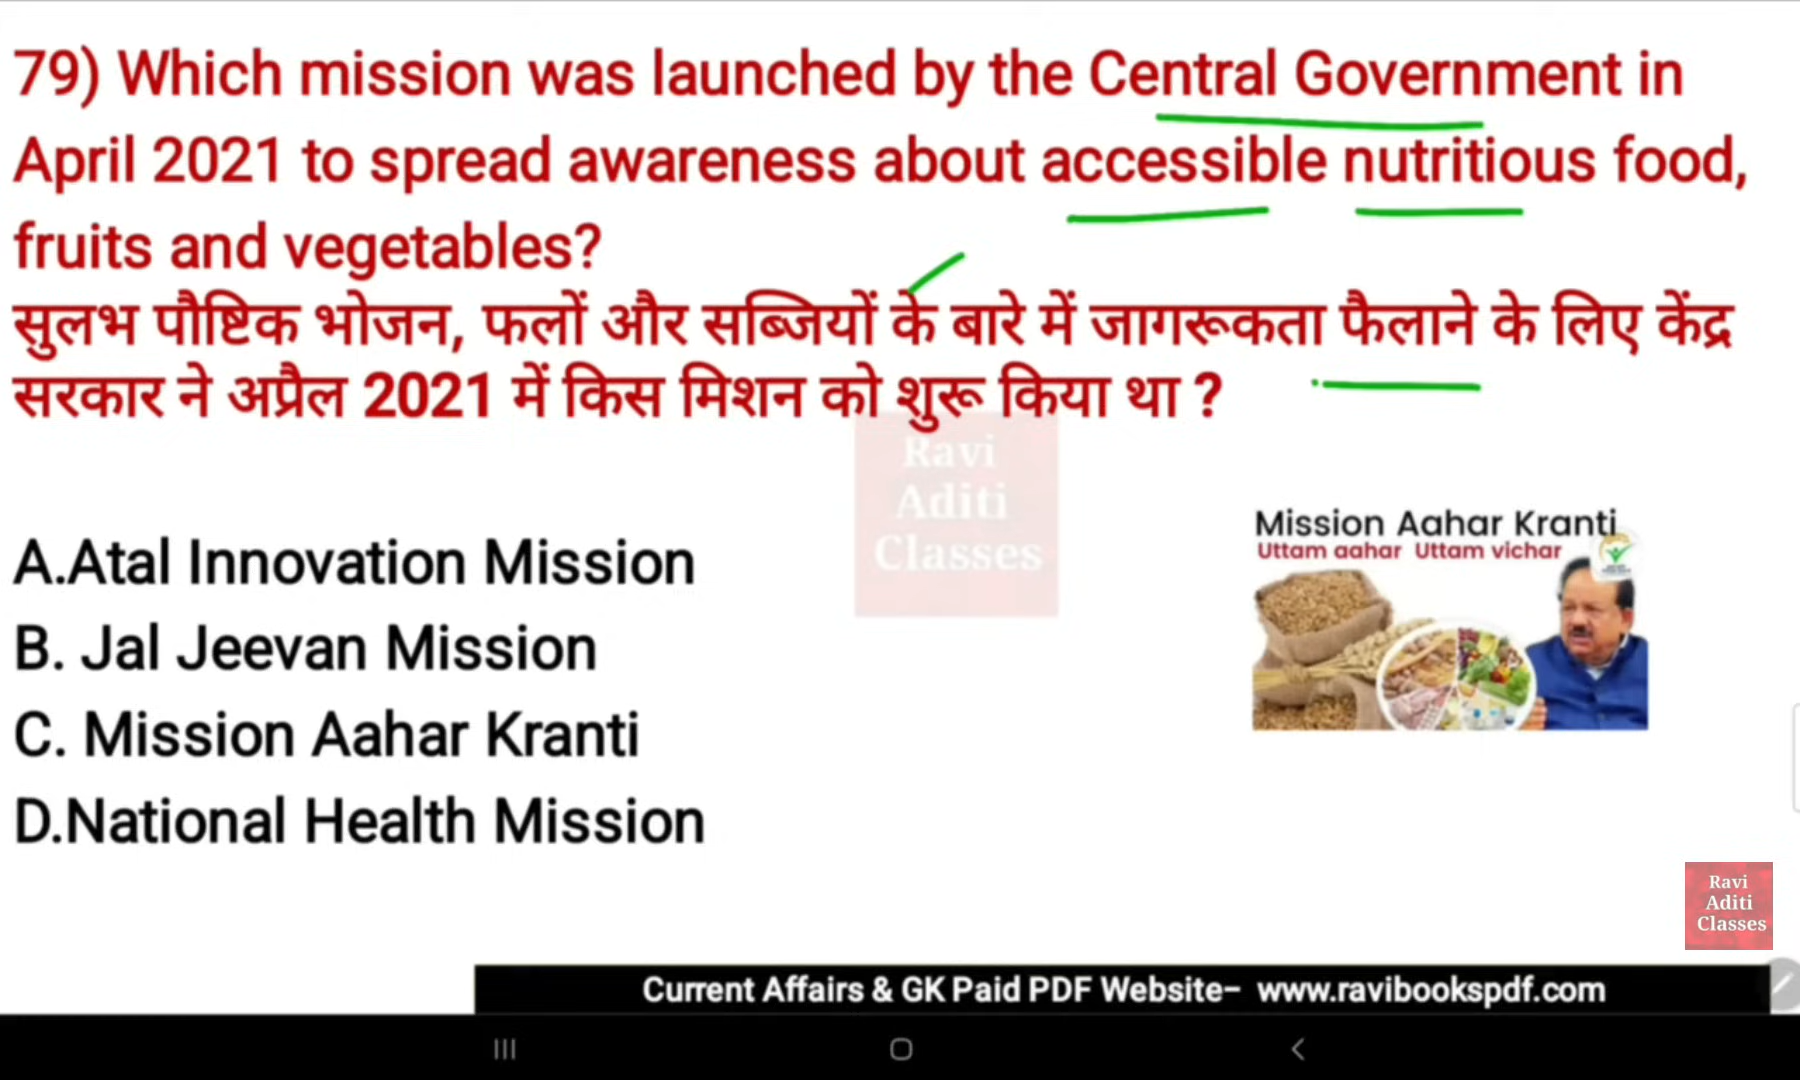 79) Which mission was launched by the Central Government in
April 2021 to spread awareness about accessible nutritious food,
fruits and vegetables?
सुलभ पौष्टिक भोजन, फलों और सब्जियों के बारे में जागरूकता फैलाने के लिए केंद्र
सरकार ने अप्रैल 2021 में किस मिशन को शुरू किया था ?
Ravi
Aditi
Classes
Mission Aahar Kranti
Uttam aahar Uttam vichar
A.Atal Innovation Mission
B. Jal Jeevan Mission
C. Mission Aahar Kranti
D.National Health Mission
Ravi
Aditi
Classes
Current Affairs & GK Paid PDF Website- www.ravibookspdf.com